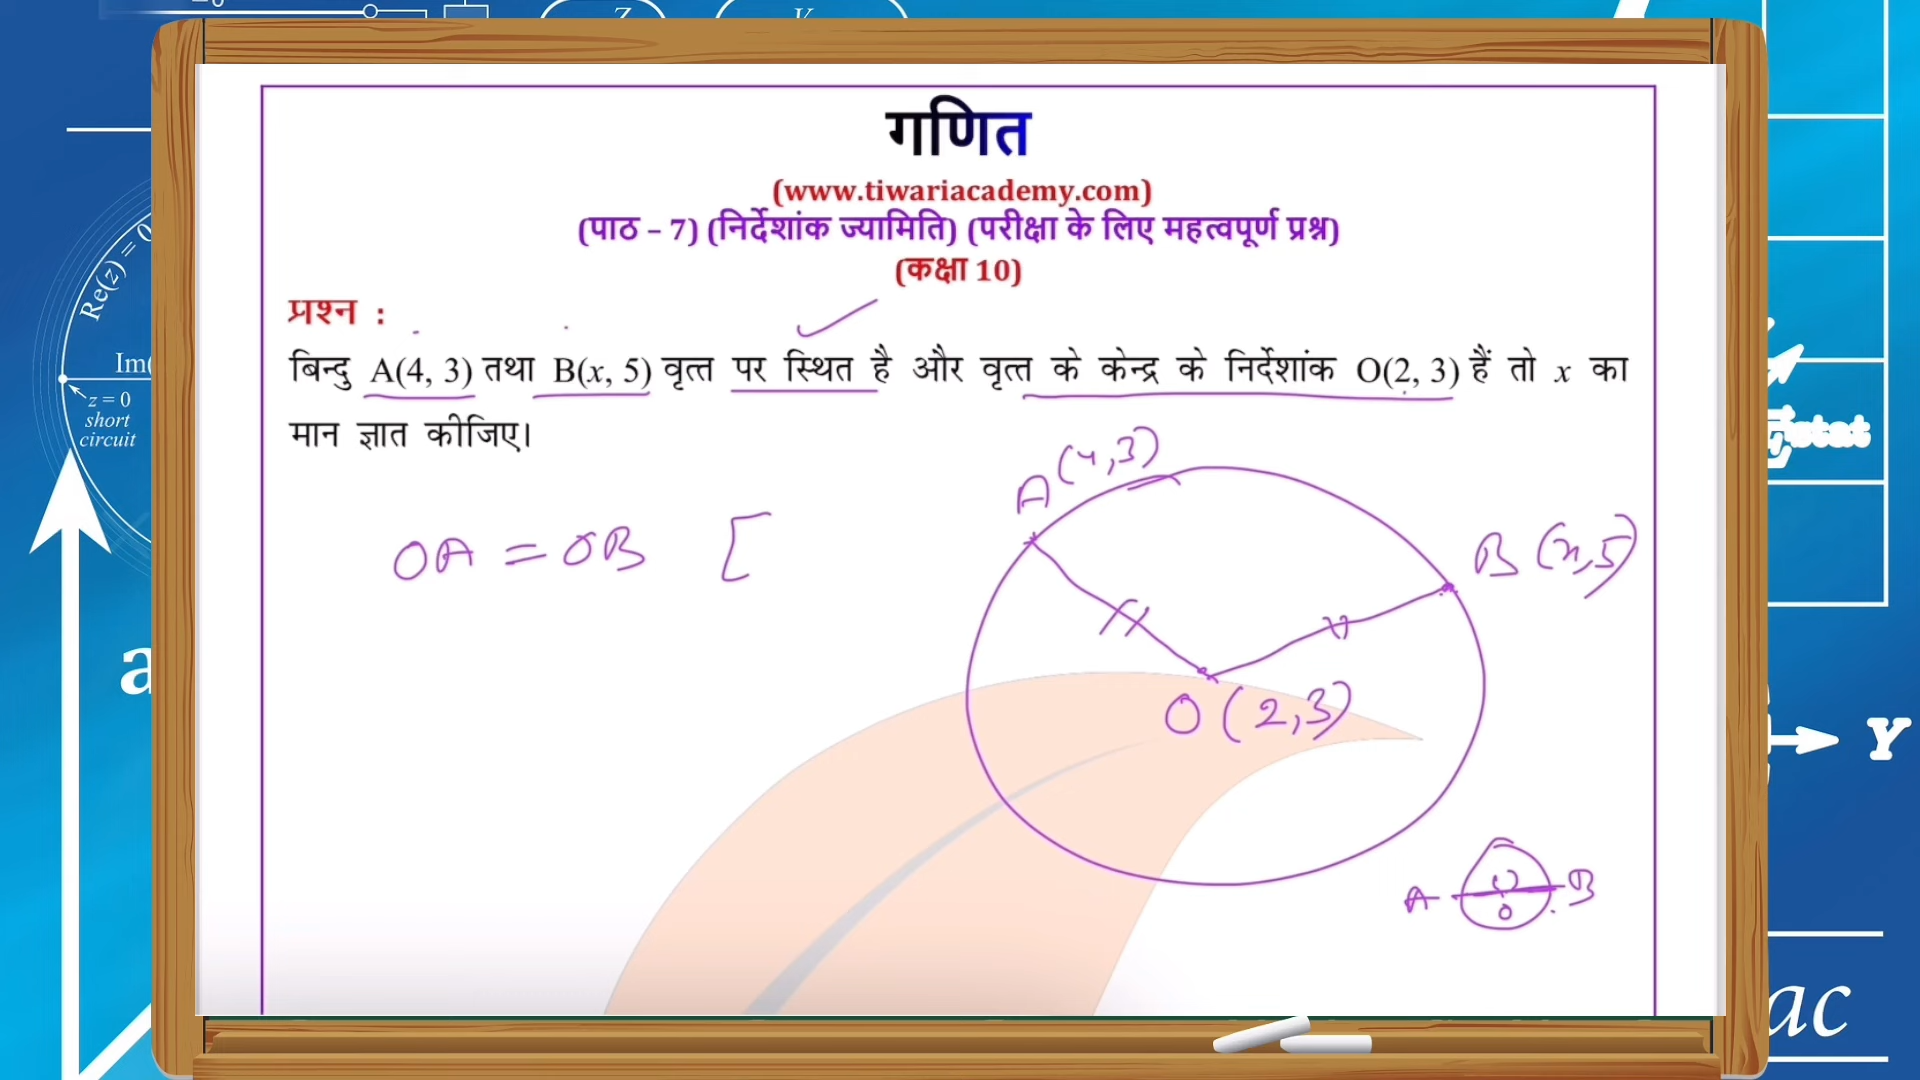 गणित
(www.tiwariacademy.com)
(पाठ – 7) (निर्देशांक ज्यामिति) (परीक्षा के लिए महत्वपूर्ण प्रश्न)
(कक्षा 10)
प्रश्न :
बिन्दु A(4, 3) तथा B(x, 5) वृत्त पर स्थित है और वृत्त के केन्द्र के निर्देशांक O(2, 3) हैं तो x का
मान ज्ञात कीजिए।
A (4,3)
OA = OB [
B (x,5)
O (2,3)
A B
O
Re(z) = 0
Im(
z = 0
short
circuit
a
Y
ac